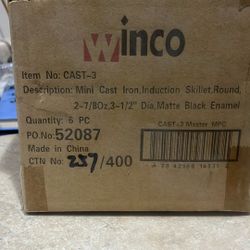 Winco
Item No: CAST-3
Description: Mini Cast Iron,Induction Skillet,Round,
2-7/8Oz,3-1/2" Dia,Matte Black Enamel
Quantity: 6 PC
PO.No: 52087
Made in China
CTN No: 237/400
CAST-3 Master MPC